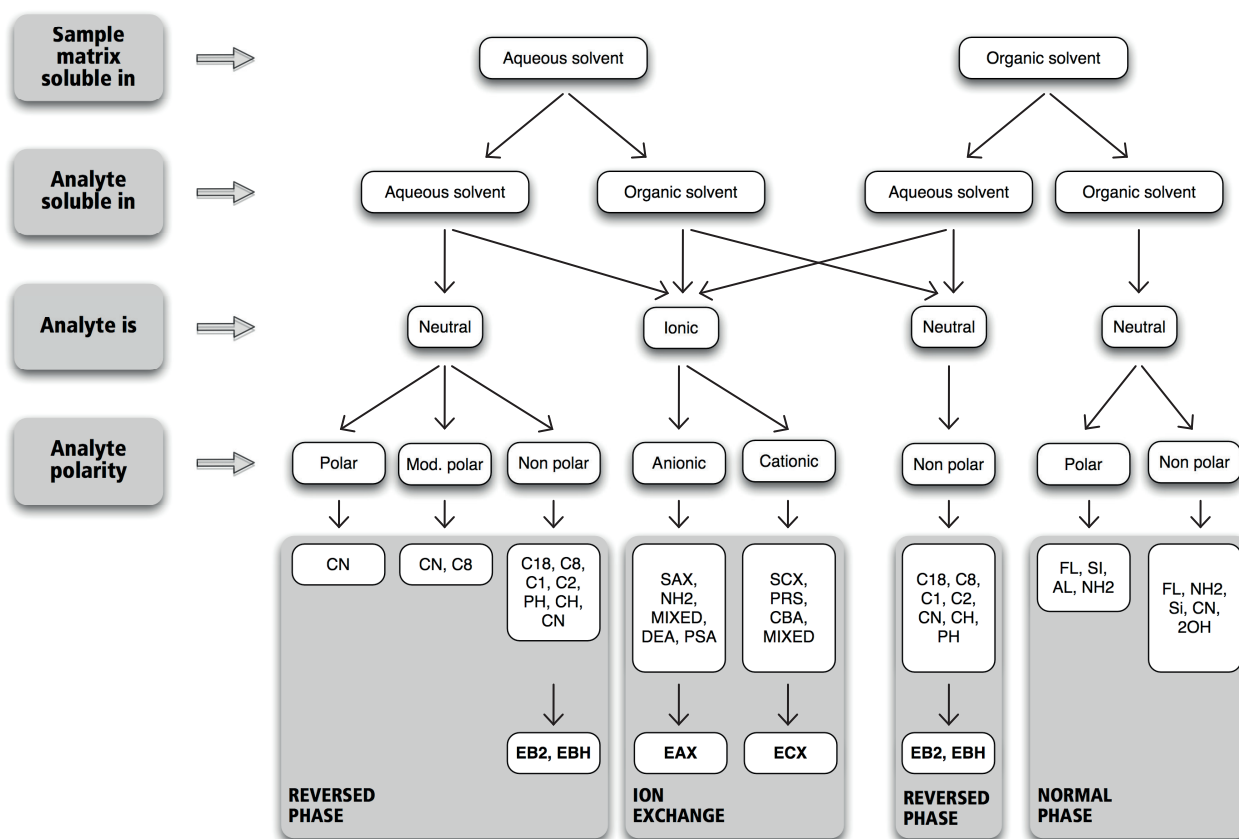 Sample
matrix
soluble in
Aqueous solvent
Organic solvent
Analyte
soluble in
Aqueous solvent
Organic solvent
Aqueous solvent
Organic solvent
Analyte is
Neutral
Ionic
Neutral
Neutral
Analyte
polarity
Polar
Mod. polar
Non polar
Anionic
Cationic
Non polar
Polar
Non polar
CN
CN, C8
C18, C8,
C1, C2,
PH, CH,
CN
SAX,
NH2,
MIXED,
DEA, PSA
SCX,
PRS,
CBA,
MIXED
C18, C8,
C1, C2,
CN, CH,
PH
FL, SI,
AL, NH2
FL, NH2,
Si, CN,
2OH
EB2, EBH
EAX
ECX
EB2, EBH
REVERSED
PHASE
ION
EXCHANGE
REVERSED
PHASE
NORMAL
PHASE